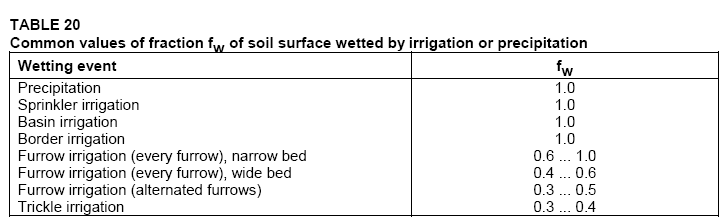 TABLE 20
Common values of fraction fw of soil surface wetted by irrigation or precipitation
Wetting event fw
Precipitation 1.0
Sprinkler irrigation 1.0
Basin irrigation 1.0
Border irrigation 1.0
Furrow irrigation (every furrow), narrow bed 0.6 ... 1.0
Furrow irrigation (every furrow), wide bed 0.4 ... 0.6
Furrow irrigation (alternated furrows) 0.3 ... 0.5
Trickle irrigation 0.3 ... 0.4